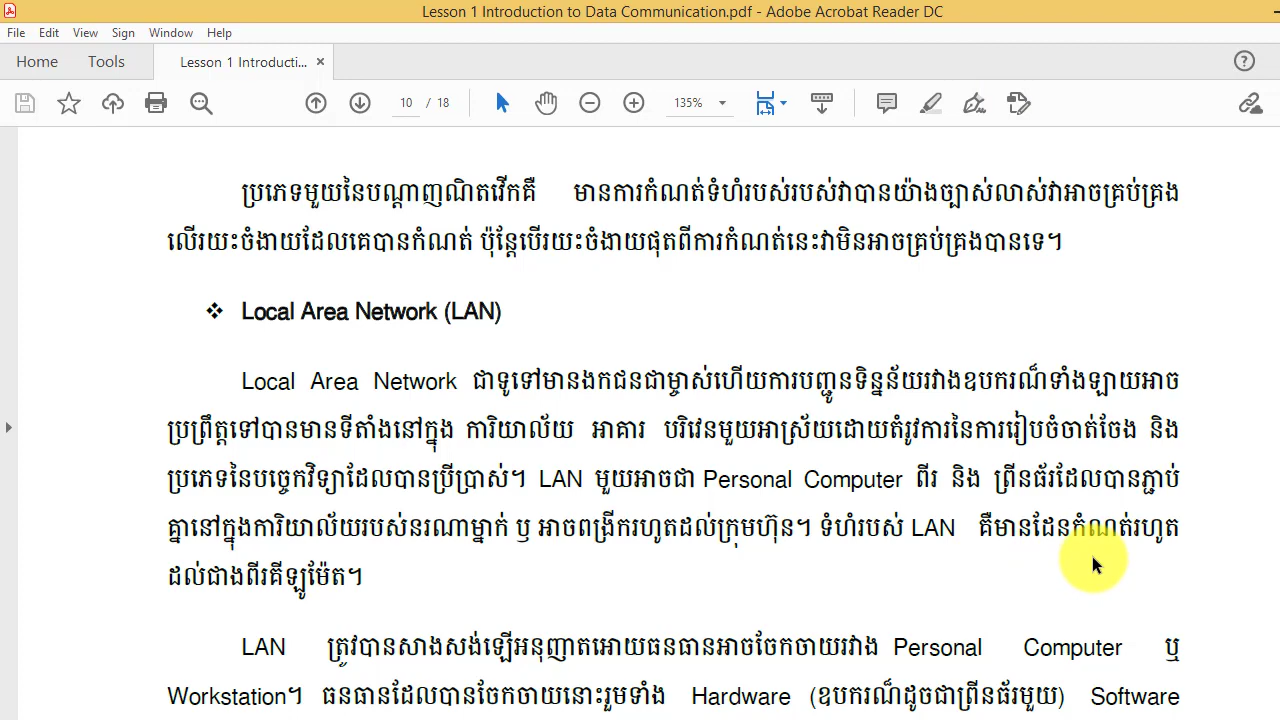 Lesson 1 Introduction to Data Communication.pdf - Adobe Acrobat Reader DC
File Edit View Sign Window Help
Home Tools Lesson 1 Introducti... ×
10 / 18 135%
ប្រភេទមួយនៃបណ្តាញណិតវើកគឺ មានការកំណត់ទំហំរបស់របស់វាបានយ៉ាងច្បាស់លាស់វាអាចគ្រប់គ្រង
លើរយះចំងាយដែលគេបានកំណត់ ប៉ុន្តែបើរយះចំងាយផុតពីការកំណត់នេះវាមិនអាចគ្រប់គ្រងបានទេ។
❖ Local Area Network (LAN)
Local Area Network ជាទូទៅមានឯកជនជាម្ចាស់ហើយការបញ្ជូនទិន្នន័យរវាងឧបករណ៏ទាំងឡាយអាច
ប្រព្រឹត្តទៅបានមានទីតាំងនៅក្នុង ការិយាល័យ អាគារ បរិវេនមួយអាស្រ័យដោយតំរូវការនៃការរៀបចំចាត់ចែង និង
ប្រភេទនៃបច្ចេកវិទ្យាដែលបានប្រើប្រាស់។ LAN មួយអាចជា Personal Computer ពីរ និង ព្រីនធ័រដែលបានភ្ជាប់
គ្នានៅក្នុងការិយាល័យរបស់នរណាម្នាក់ ឬ អាចពង្រីករហូតដល់ក្រុមហ៊ុន។ ទំហំរបស់ LAN គឺមានដែនកំណត់រហូត
ដល់ជាងពីរគីឡូម៉ែត។
LAN ត្រូវបានសាងសង់ឡើអនុញាតអោយធនធានអាចចែកចាយរវាង Personal Computer ឬ
Workstation។ ធនធានដែលបានចែកចាយនោះរួមទាំង Hardware (ឧបករណ៏ដូចជាព្រីនធ័រមួយ) Software